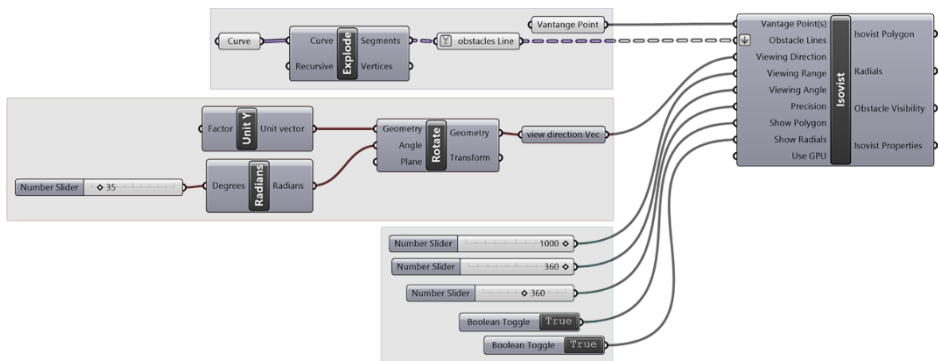 Vantange Point
Curve
Curve
Recursive
Explode
Segments
Vertices
obstacles Line
Factor
Unit Y
Unit vector
Number Slider
35
Degrees
Radians
Radians
Geometry
Angle
Plane
Rotate
Geometry
Transform
view direction Vec
Number Slider 1000
Number Slider 360
Number Slider 360
Boolean Toggle True
Boolean Toggle True
Vantage Point(s)
Obstacle Lines
Viewing Direction
Viewing Range
Viewing Angle
Precision
Show Polygon
Show Radials
Use GPU
Isovist
Isovist Polygon
Radials
Obstacle Visibility
Isovist Properties